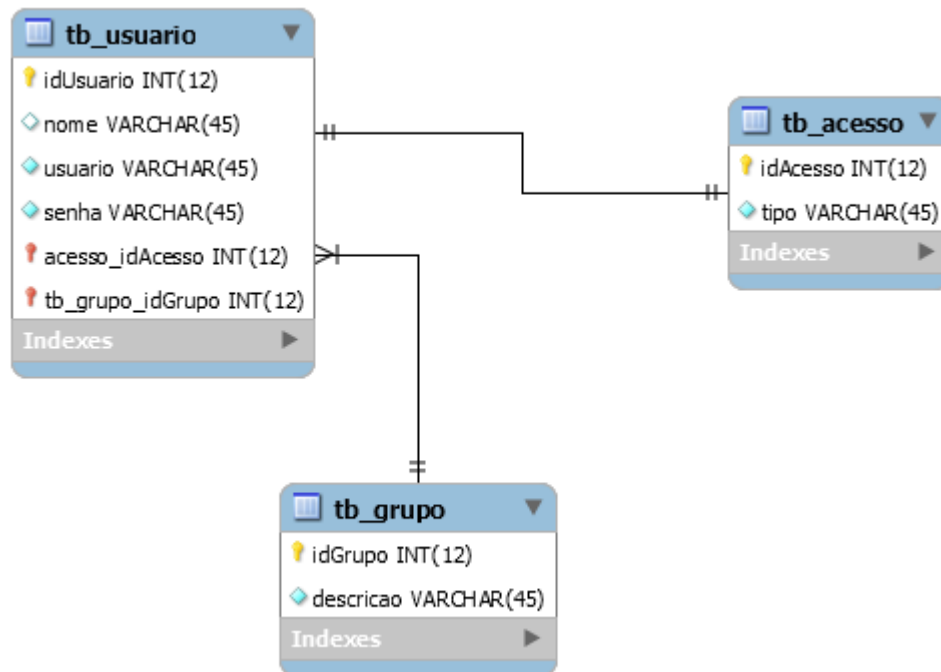 tb_usuario
idUsuario INT(12)
nome VARCHAR(45)
usuario VARCHAR(45)
senha VARCHAR(45)
acesso_idAcesso INT(12)
tb_grupo_idGrupo INT(12)
Indexes
tb_acesso
idAcesso INT(12)
tipo VARCHAR(45)
Indexes
tb_grupo
idGrupo INT(12)
descricao VARCHAR(45)
Indexes